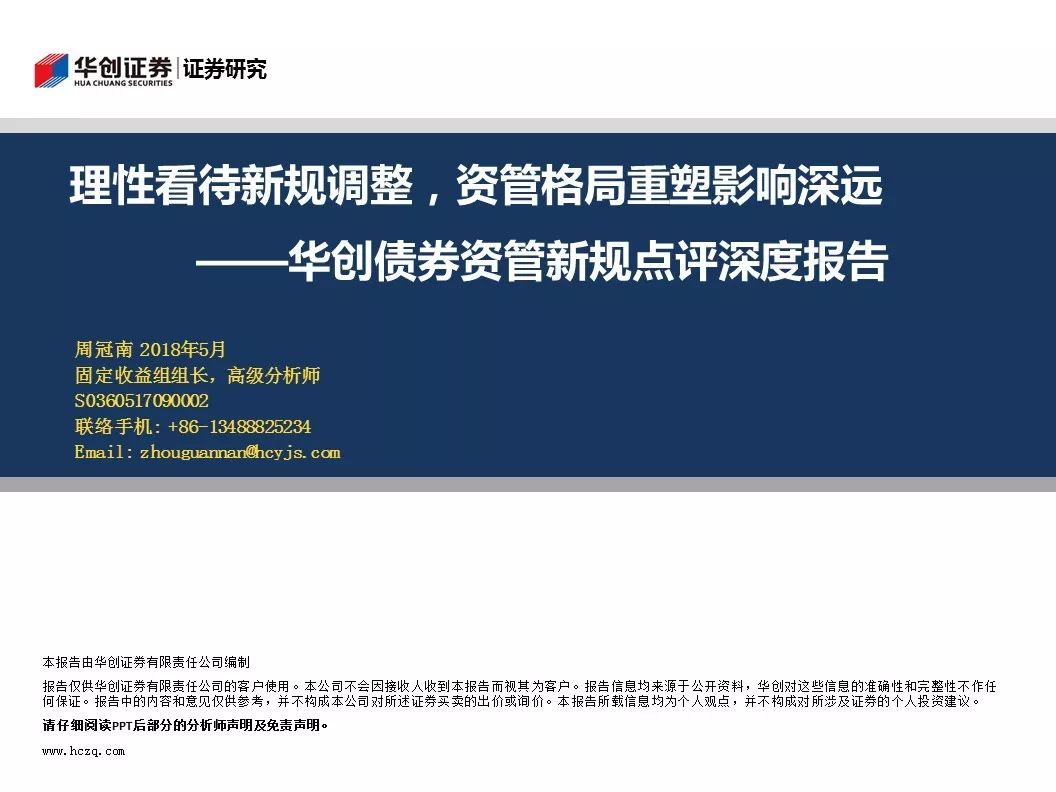 华创证券|证券研究
HUA CHUANG SECURITIES
理性看待新规调整，资管格局重塑影响深远
——华创债券资管新规点评深度报告
周冠南 2018年5月
固定收益组组长，高级分析师
S0360517090002
联络手机: +86-13488825234
Email: zhouguannan@hcyjs.com
本报告由华创证券有限责任公司编制
报告仅供华创证券有限责任公司的客户使用。本公司不会因接收人收到本报告而视其为客户。报告信息均来源于公开资料，华创对这些信息的准确性和完整性不作任
何保证。报告中的内容和意见仅供参考，并不构成本公司对所述证券买卖的出价或询价。本报告所载信息均为个人观点，并不构成对所涉及证券的个人投资建议。
请仔细阅读PPT后部分的分析师声明及免责声明。
www.hczq.com